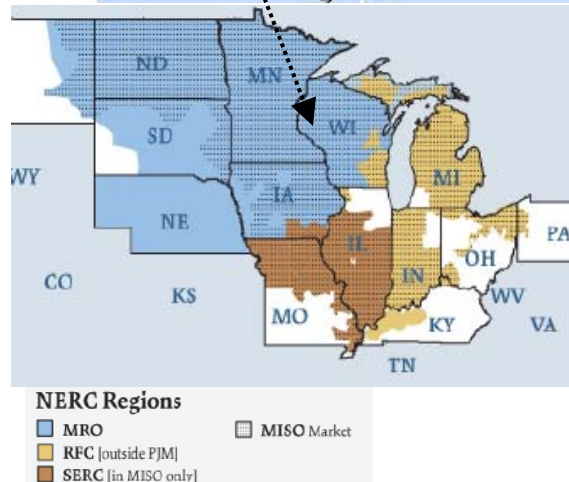 ND
MN
SD
WI
WY
MI
IA
NE
IL
PA
OH
IN
CO
KS
WV
MO
KY
VA
TN
NERC Regions
MRO
MISO Market
RFC [outside PJM]
SERC [in MISO only]